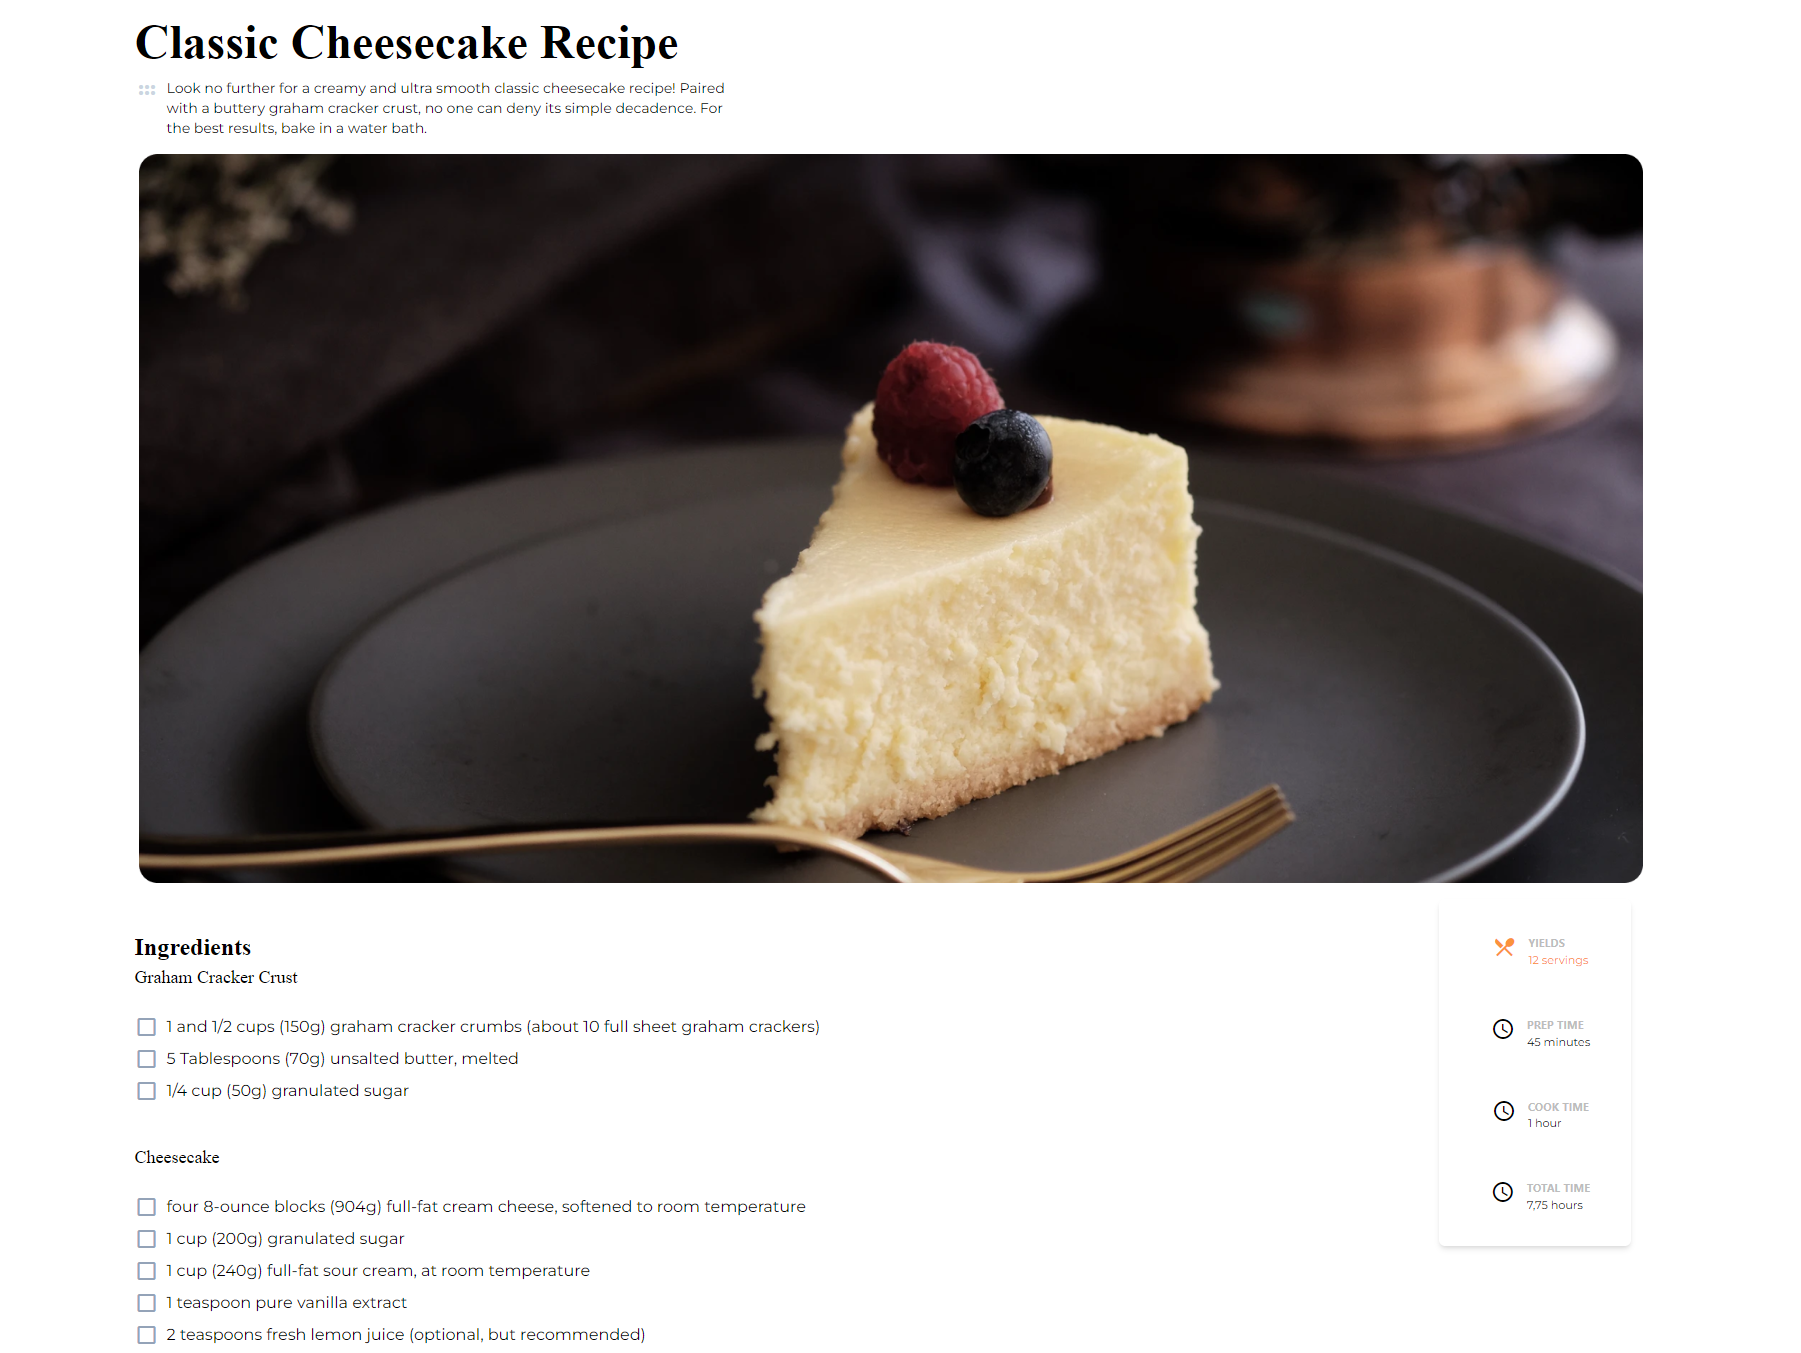 Classic Cheesecake Recipe
Look no further for a creamy and ultra smooth classic cheesecake recipe! Paired
with a buttery graham cracker crust, no one can deny its simple decadence. For
the best results, bake in a water bath.
Ingredients
Graham Cracker Crust
1 and 1/2 cups (150g) graham cracker crumbs (about 10 full sheet graham crackers)
5 Tablespoons (70g) unsalted butter, melted
1/4 cup (50g) granulated sugar
Cheesecake
four 8-ounce blocks (904g) full-fat cream cheese, softened to room temperature
1 cup (200g) granulated sugar
1 cup (240g) full-fat sour cream, at room temperature
1 teaspoon pure vanilla extract
2 teaspoons fresh lemon juice (optional, but recommended)
YIELDS
12 servings
PREP TIME
45 minutes
COOK TIME
1 hour
TOTAL TIME
7,75 hours